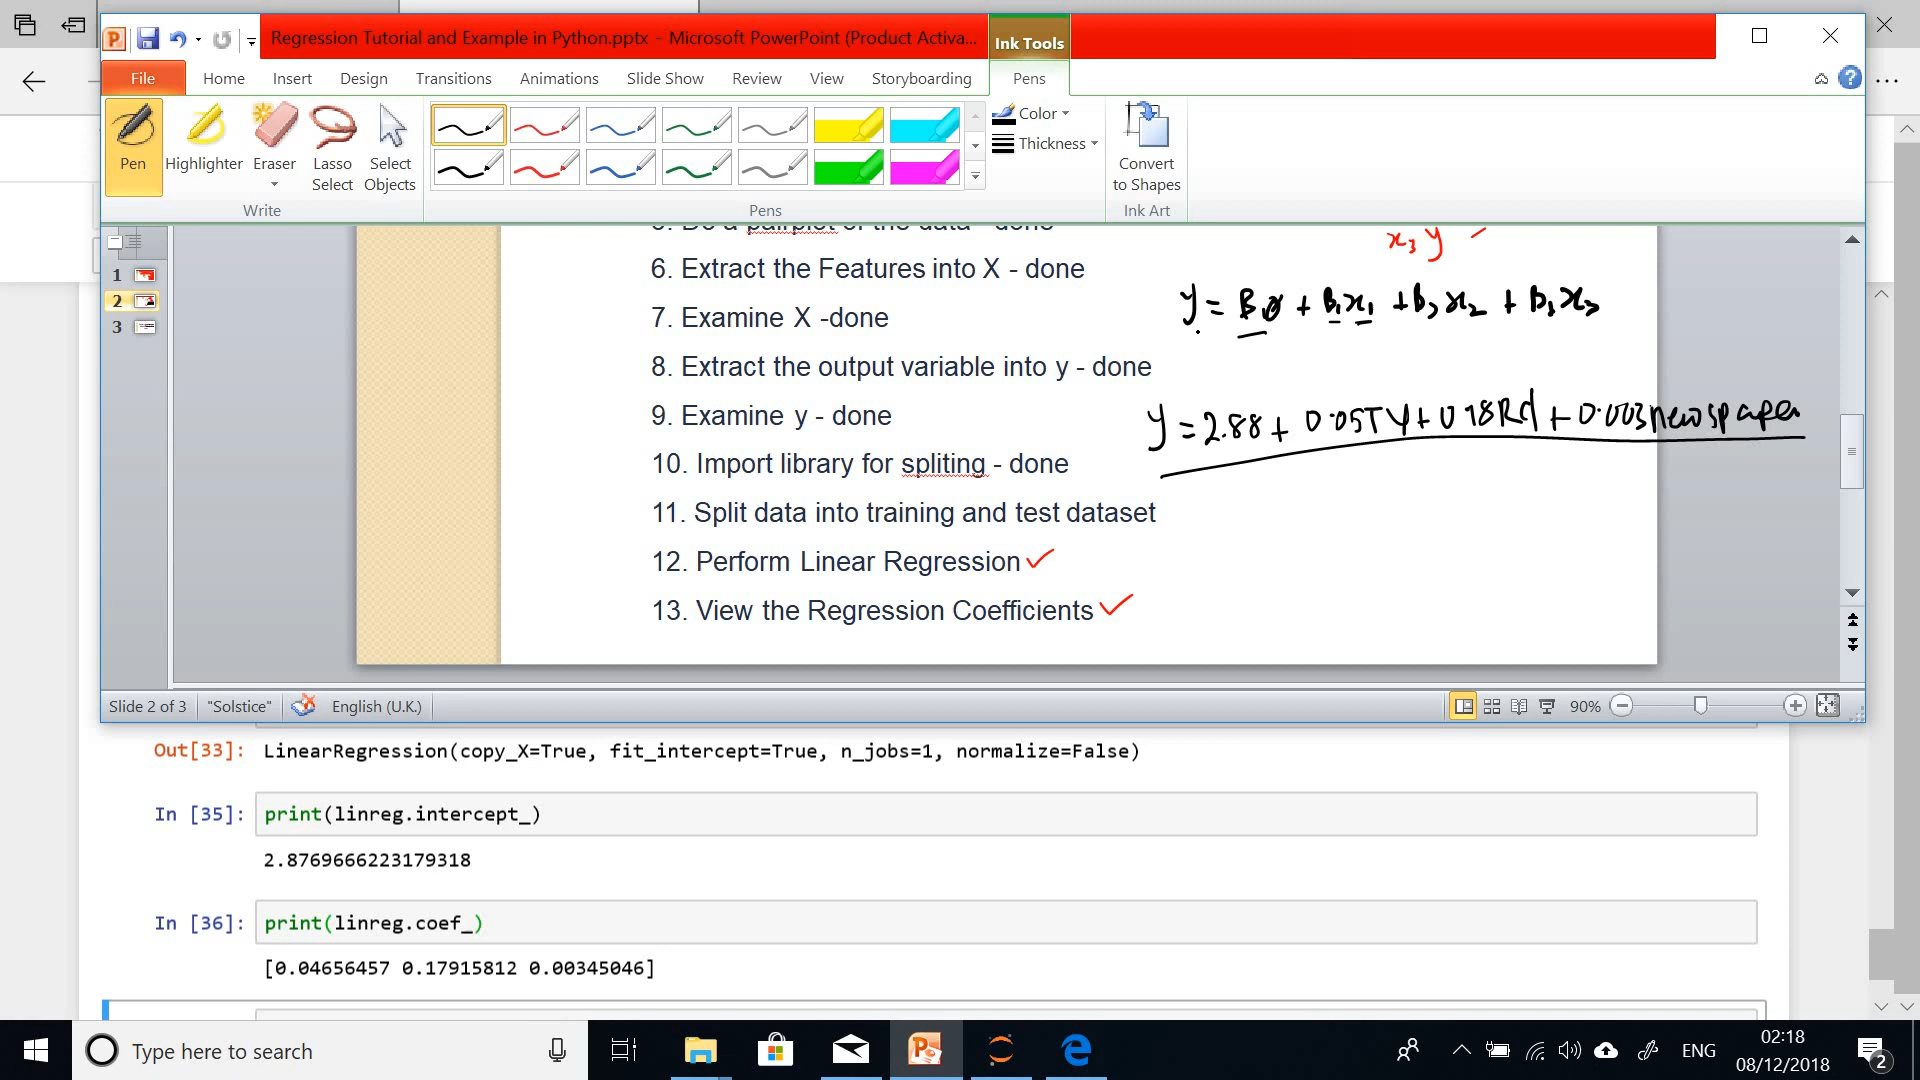 Regression Tutorial and Example in Python.pptx - Microsoft PowerPoint (Product Activa...
Ink Tools
File Home Insert Design Transitions Animations Slide Show Review View Storyboarding Pens
Pen Highlighter Eraser Lasso Select Select Objects
Color
Thickness
Convert to Shapes
Write Pens Ink Art
1
2
3
x3 y -
6. Extract the Features into X - done
7. Examine X -done
8. Extract the output variable into y - done
9. Examine y - done
10. Import library for spliting - done
11. Split data into training and test dataset
12. Perform Linear Regression
13. View the Regression Coefficients
y = 2.88 + 0.05TV + 0.18Rd + 0.003newspaper
Slide 2 of 3 "Solstice" English (U.K.) 90%
Out[33]: LinearRegression(copy_X=True, fit_intercept=True, n_jobs=1, normalize=False)
In [35]: print(linreg.intercept_)
2.8769666223179318
In [36]: print(linreg.coef_)
[0.04656457 0.17915812 0.00345046]
Type here to search
ENG
02:18
08/12/2018
2